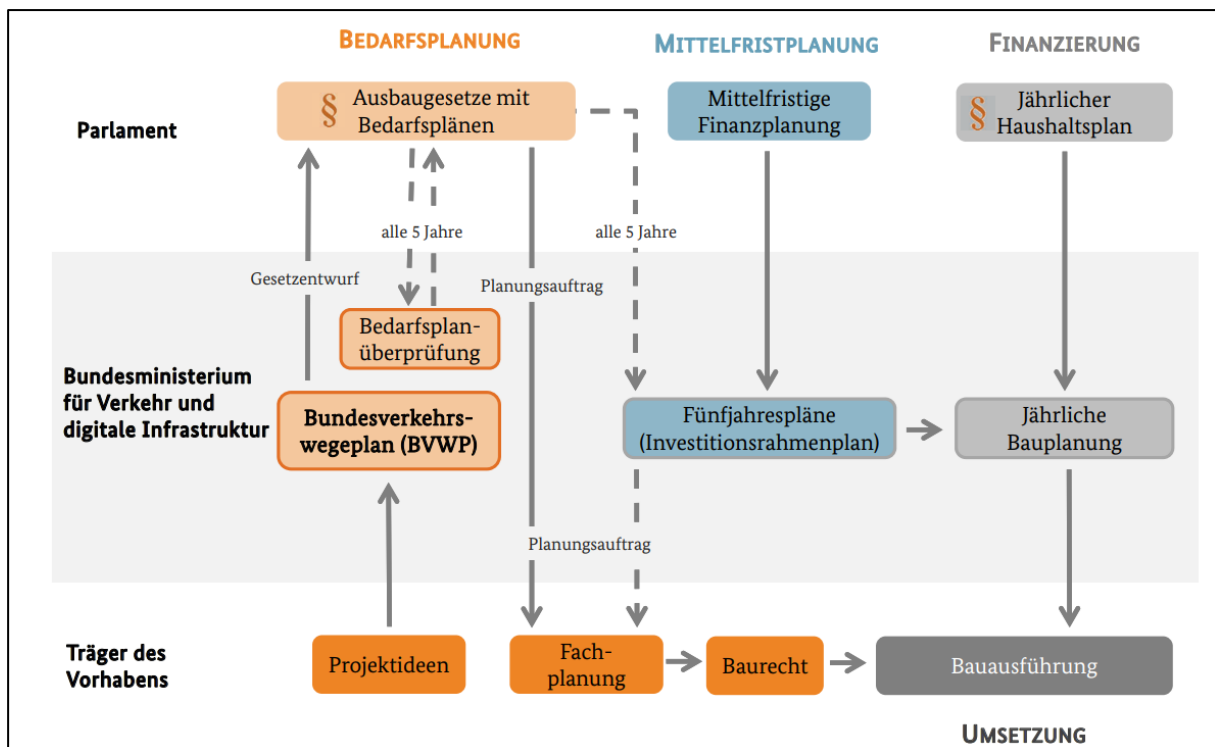 BEDARFSPLANUNG
MITTELFRISTPLANUNG
FINANZIERUNG
Parlament
§ Ausbaugesetze mit
Bedarfsplänen
Mittelfristige
Finanzplanung
§ Jährlicher
Haushaltsplan
alle 5 Jahre
alle 5 Jahre
Gesetzentwurf
Planungsauftrag
Bedarfsplan-
überprüfung
Bundesministerium
für Verkehr und
digitale Infrastruktur
Bundesverkehrs-
wegeplan (BVWP)
Fünfjahrespläne
(Investitionsrahmenplan)
Jährliche
Bauplanung
Planungsauftrag
Träger des
Vorhabens
Projektideen
Fach-
planung
Baurecht
Bauausführung
UMSETZUNG